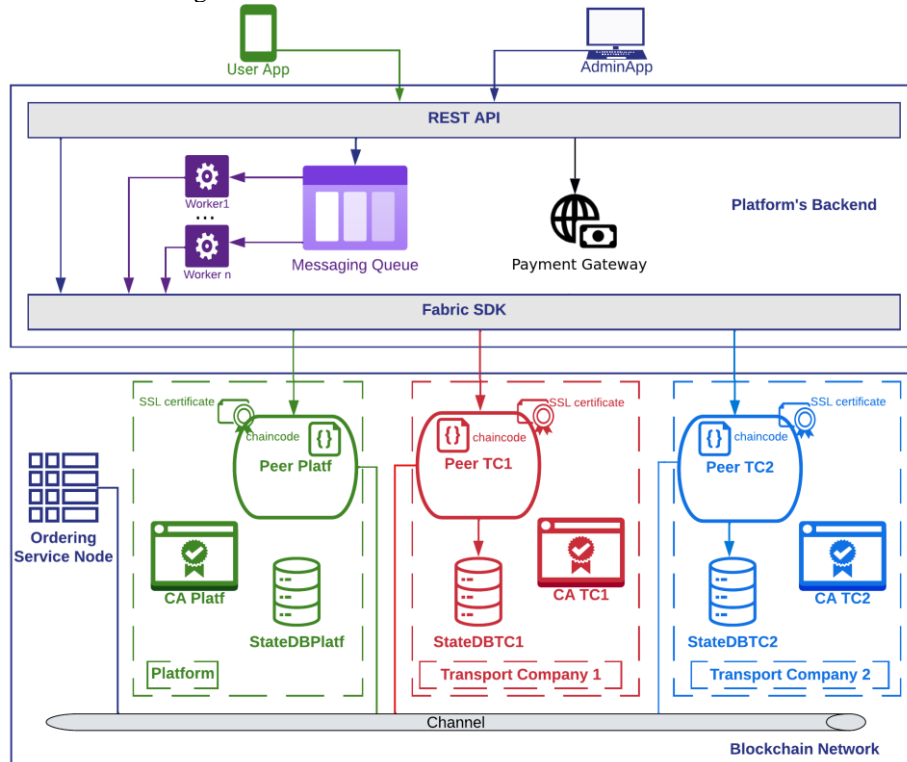 User App
AdminApp
REST API
Worker1
...
Worker n
Messaging Queue
Payment Gateway
Platform's Backend
Fabric SDK
SSL certificate
chaincode
{}
Peer Platf
SSL certificate
{}
chaincode
Peer TC1
SSL certificate
{}
chaincode
Peer TC2
Ordering
Service Node
CA Platf
StateDBPlatf
Platform
CA TC1
StateDBTC1
Transport Company 1
CA TC2
StateDBTC2
Transport Company 2
Channel
Blockchain Network